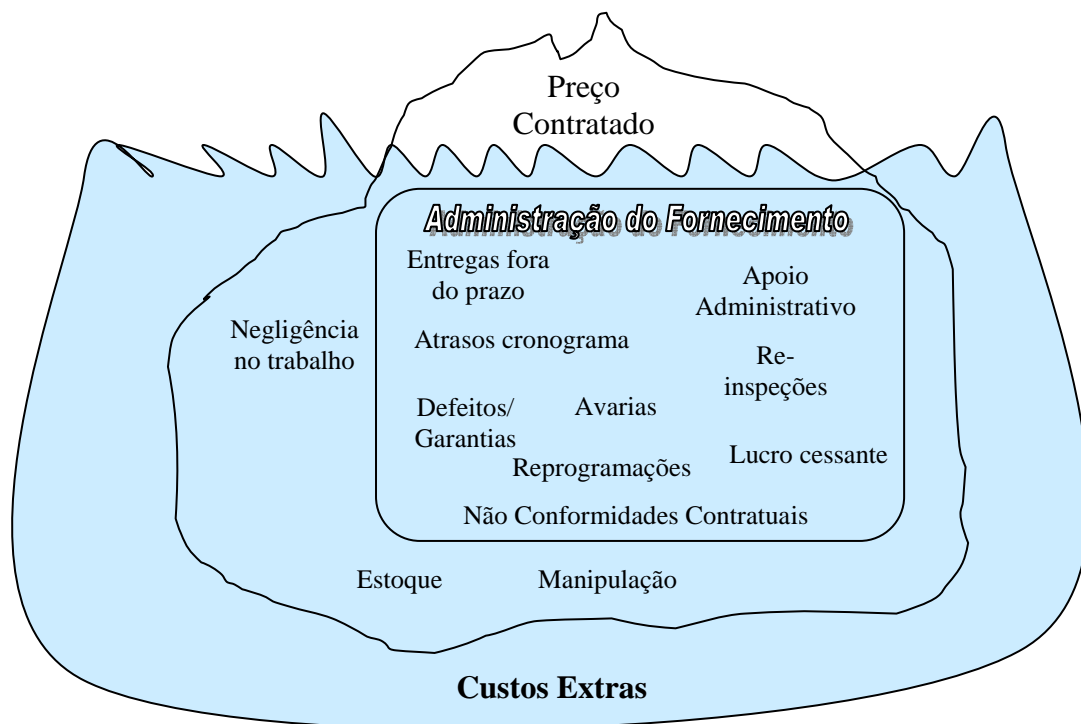 Preço
Contratado
Administração do Fornecimento
Entregas fora
do prazo
Apoio
Administrativo
Negligência
no trabalho
Atrasos cronograma
Re-
inspeções
Defeitos/
Garantias
Avarias
Reprogramações
Lucro cessante
Não Conformidades Contratuais
Estoque
Manipulação
Custos Extras